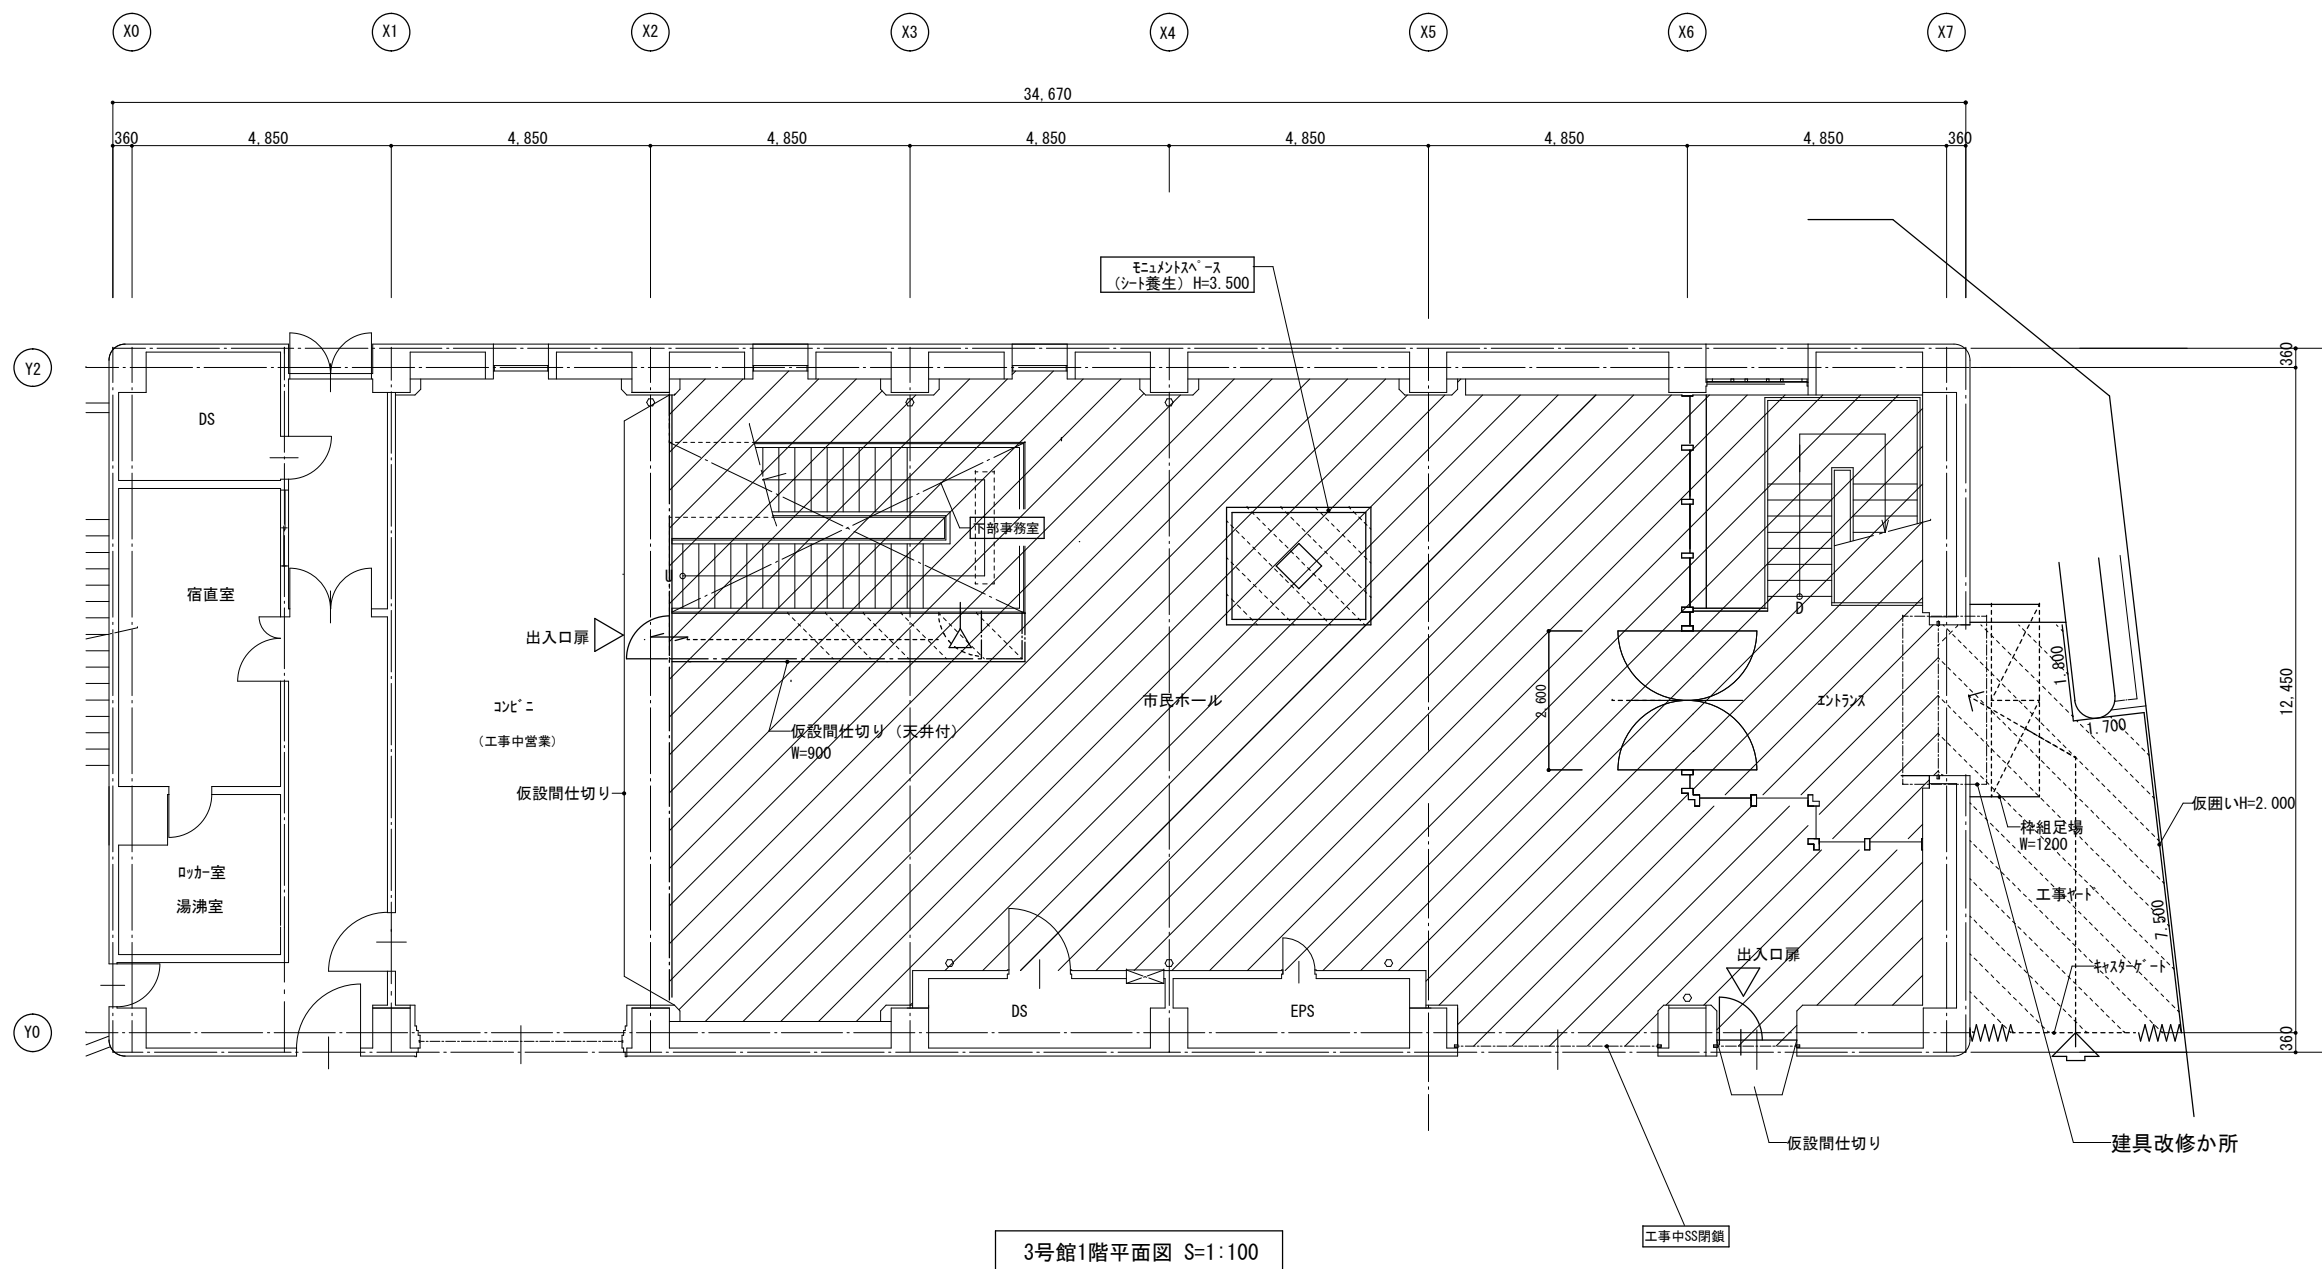 X0
X1
X2
X3
X4
X5
X6
X7
34,670
360
4,850
4,850
4,850
4,850
4,850
4,850
4,850
360
モニュメントスペース
(シート養生) H=3.500
Y2
360
DS
下部事務室
宿直室
U
D
出入口扉
コンビニ
(工事中営業)
仮設間仕切り (天井付)
W=900
仮設間仕切り
市民ホール
2,600
エントランス
1.800
1.700
12,450
仮囲いH=2.000
枠組足場
W=1200
工事ヤード
7.500
ロッカー室
湯沸室
出入口扉
キャスターゲート
DS
EPS
Y0
360
仮設間仕切り
建具改修か所
工事中SS閉鎖
3号館1階平面図 S=1:100